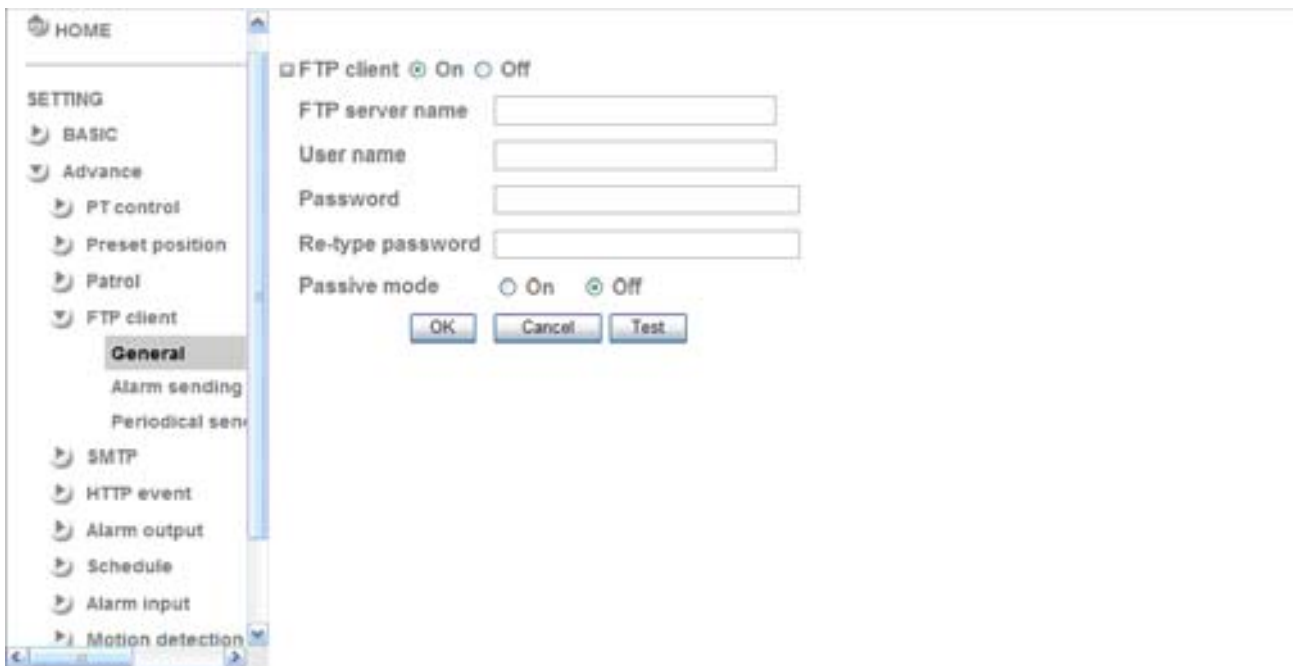 HOME
SETTING
BASIC
Advance
PT control
Preset position
Patrol
FTP client
General
Alarm sending
Periodical sen
SMTP
HTTP event
Alarm output
Schedule
Alarm input
Motion detection
FTP client On Off
FTP server name
User name
Password
Re-type password
Passive mode On Off
OK Cancel Test